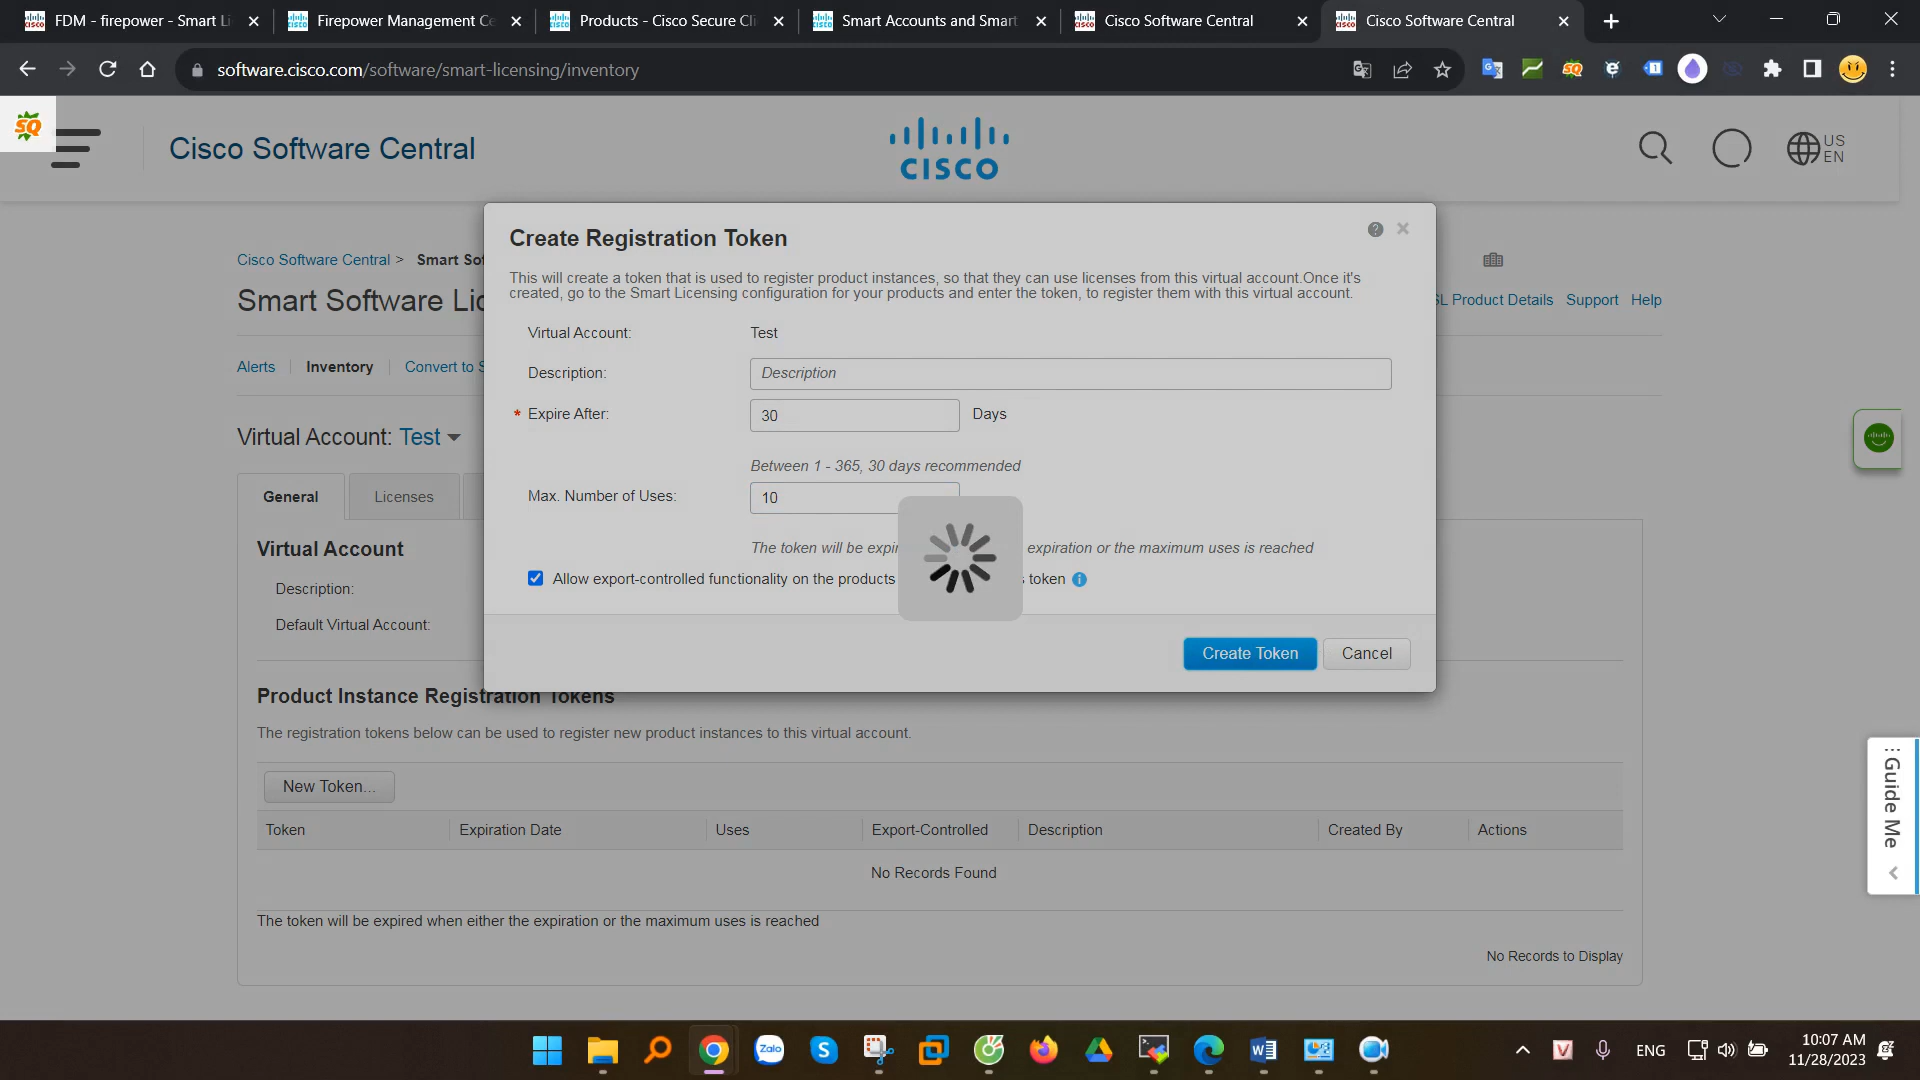 FDM - firepower - Smart Li
Firepower Management Ce
Products - Cisco Secure Cli
Smart Accounts and Smart
Cisco Software Central
Cisco Software Central
software.cisco.com/software/smart-licensing/inventory
SQ
Cisco Software Central
CISCO
US
EN
Create Registration Token
This will create a token that is used to register product instances, so that they can use licenses from this virtual account.Once it's
created, go to the Smart Licensing configuration for your products and enter the token, to register them with this virtual account.
Cisco Software Central > Smart Sof
Smart Software Lic
SL Product Details Support Help
Virtual Account: Test
Description: Description
* Expire After: 30 Days
Between 1 - 365, 30 days recommended
Max. Number of Uses: 10
The token will be expir expiration or the maximum uses is reached
Allow export-controlled functionality on the products s token
Create Token Cancel
Alerts Inventory Convert to S
Virtual Account: Test
General Licenses
Virtual Account
Description:
Default Virtual Account:
Product Instance Registration Tokens
The registration tokens below can be used to register new product instances to this virtual account.
New Token...
Token Expiration Date Uses Export-Controlled Description Created By Actions
No Records Found
The token will be expired when either the expiration or the maximum uses is reached
No Records to Display
Guide Me
Zalo
ENG
10:07 AM
11/28/2023